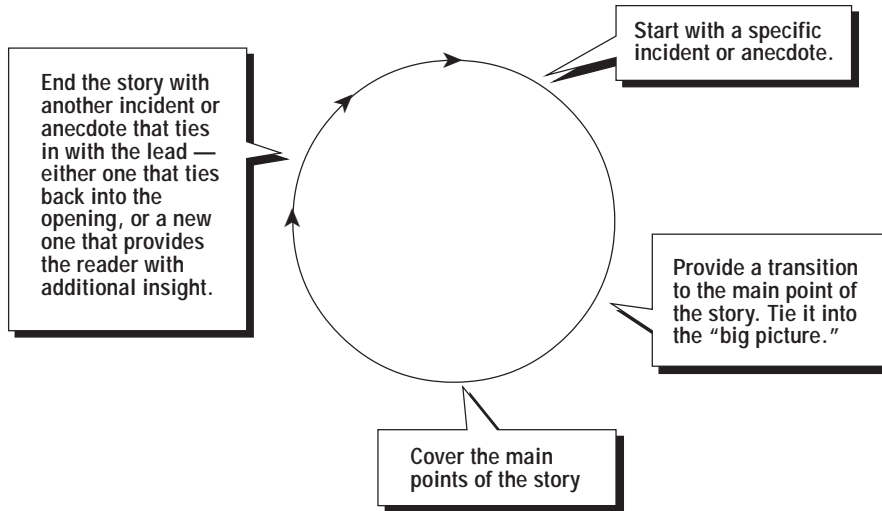 Start with a specific
incident or anecdote.
Provide a transition
to the main point of
the story. Tie it into
the “big picture.”
Cover the main
points of the story
End the story with
another incident or
anecdote that ties
in with the lead —
either one that ties
back into the
opening, or a new
one that provides
the reader with
additional insight.